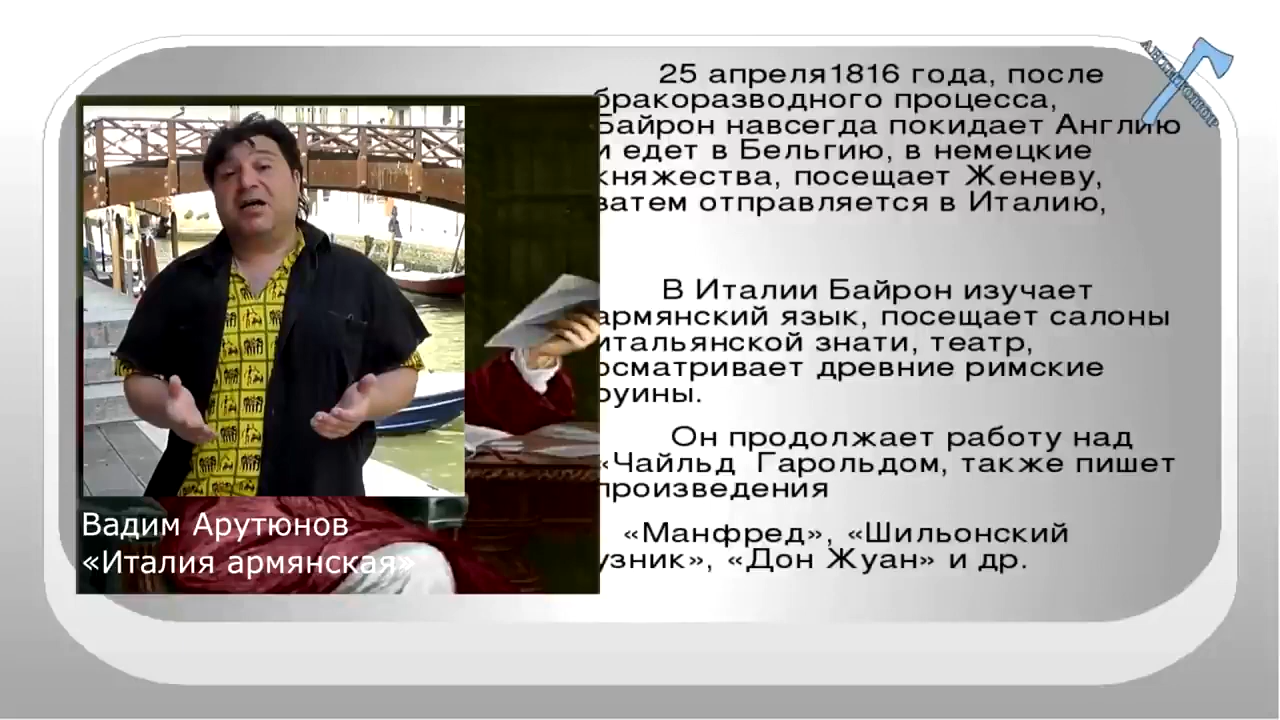 25 апреля1816 года, после
бракоразводного процесса,
Байрон навсегда покидает Англию
и едет в Бельгию, в немецкие
княжества, посещает Женеву,
затем отправляется в Италию,
В Италии Байрон изучает
армянский язык, посещает салоны
итальянской знати, театр,
осматривает древние римские
руины.
Он продолжает работу над
«Чайльд Гарольдом, также пишет
произведения
«Манфред», «Шильонский
узник», «Дон Жуан» и др.
Вадим Арутюнов
«Италия армянская»